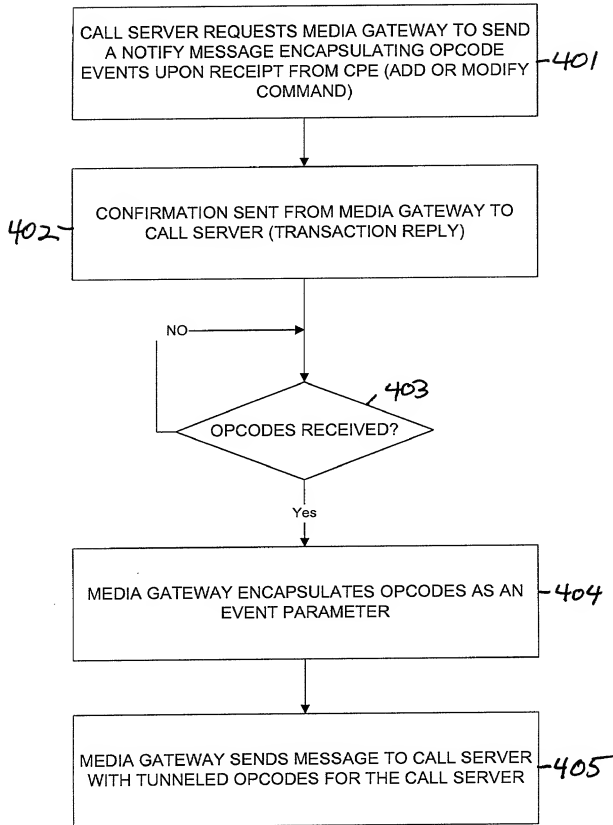 CALL SERVER REQUESTS MEDIA GATEWAY TO SEND
A NOTIFY MESSAGE ENCAPSULATING OPCODE
EVENTS UPON RECEIPT FROM CPE (ADD OR MODIFY
COMMAND)
401
402
CONFIRMATION SENT FROM MEDIA GATEWAY TO
CALL SERVER (TRANSACTION REPLY)
NO
403
OPCODES RECEIVED?
Yes
MEDIA GATEWAY ENCAPSULATES OPCODES AS AN
EVENT PARAMETER
404
MEDIA GATEWAY SENDS MESSAGE TO CALL SERVER
WITH TUNNELED OPCODES FOR THE CALL SERVER
405